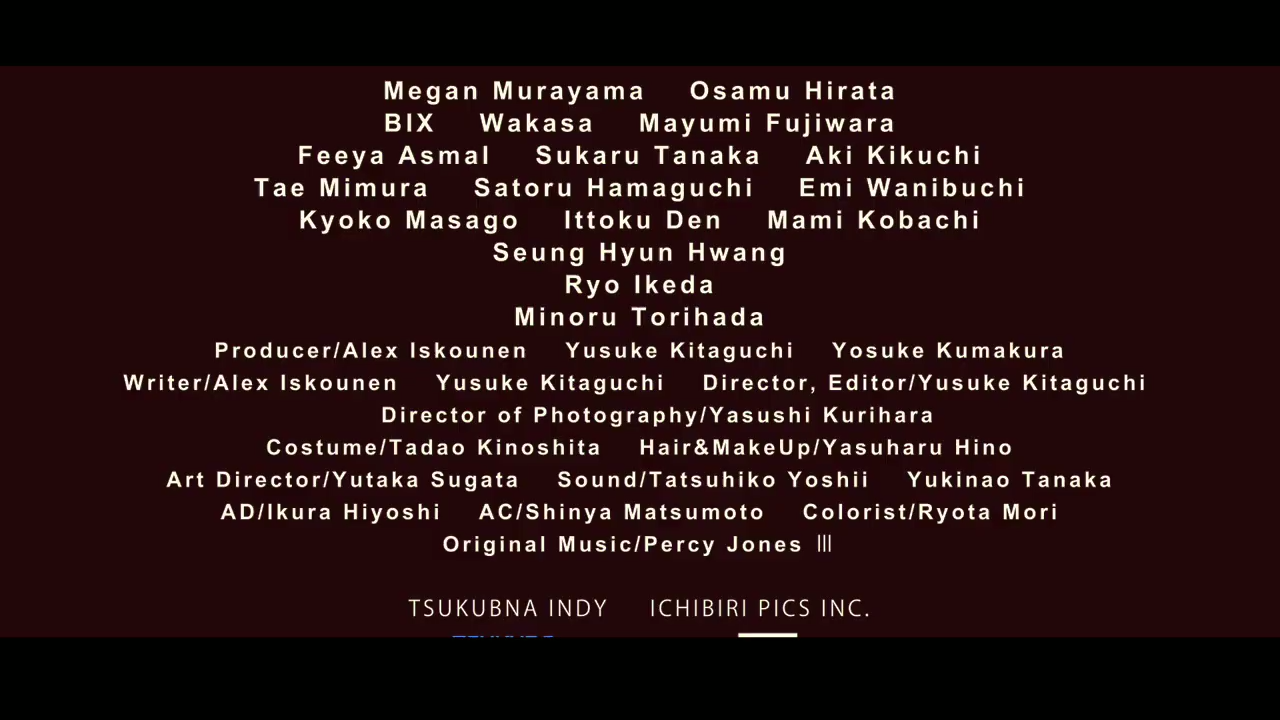 Megan Murayama Osamu Hirata
BIX Wakasa Mayumi Fujiwara
Feeya Asmal Sukaru Tanaka Aki Kikuchi
Tae Mimura Satoru Hamaguchi Emi Wanibuchi
Kyoko Masago Ittoku Den Mami Kobachi
Seung Hyun Hwang
Ryo Ikeda
Minoru Torihada
Producer/Alex Iskounen Yusuke Kitaguchi Yosuke Kumakura
Writer/Alex Iskounen Yusuke Kitaguchi Director, Editor/Yusuke Kitaguchi
Director of Photography/Yasushi Kurihara
Costume/Tadao Kinoshita Hair&MakeUp/Yasuharu Hino
Art Director/Yutaka Sugata Sound/Tatsuhiko Yoshii Yukinao Tanaka
AD/Ikura Hiyoshi AC/Shinya Matsumoto Colorist/Ryota Mori
Original Music/Percy Jones III
TSUKUBNA INDY ICHIBIRI PICS INC.